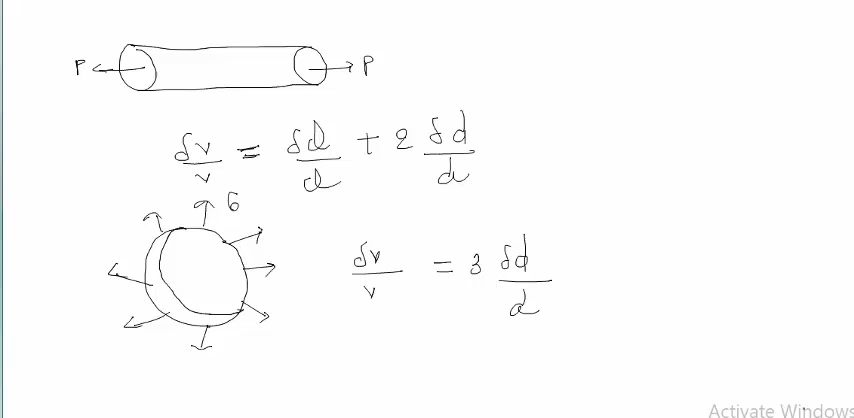 P P
δv/v = δl/l + 2 δd/d
σ
δv/v = 3 δd/d
Activate Windows